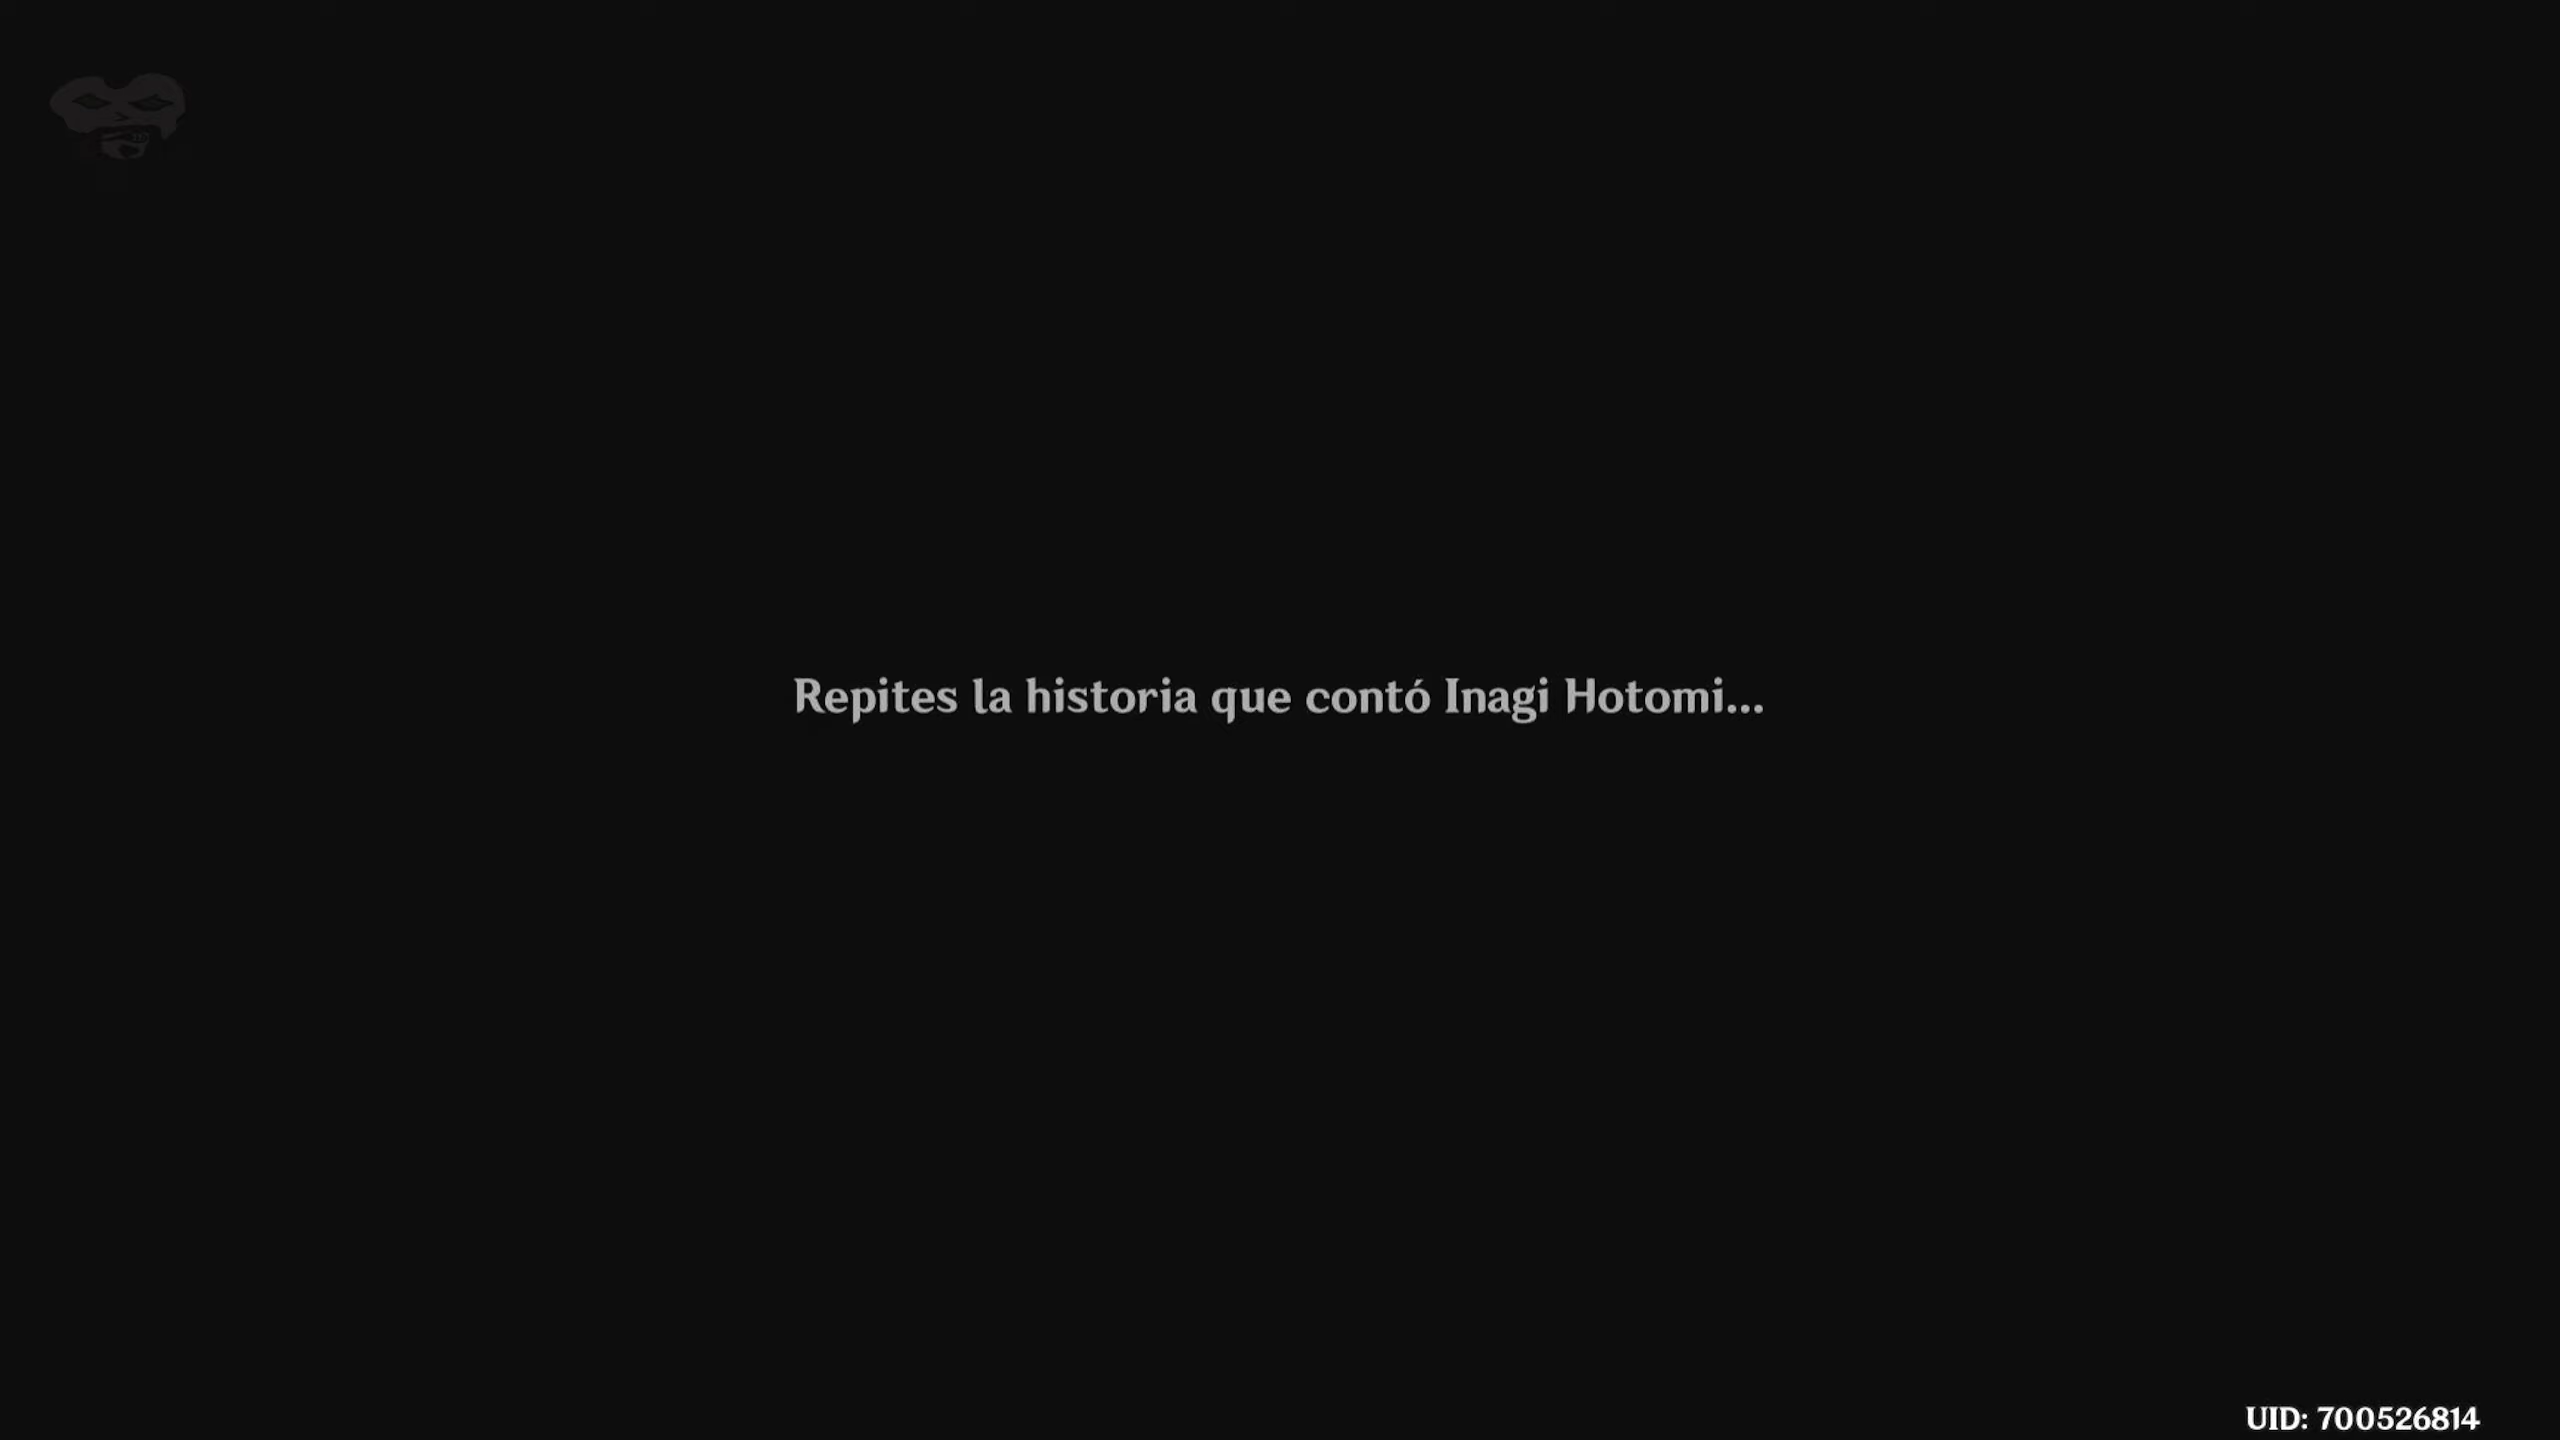 Repites la historia que contó Inagi Hotomi...
UID: 700526814